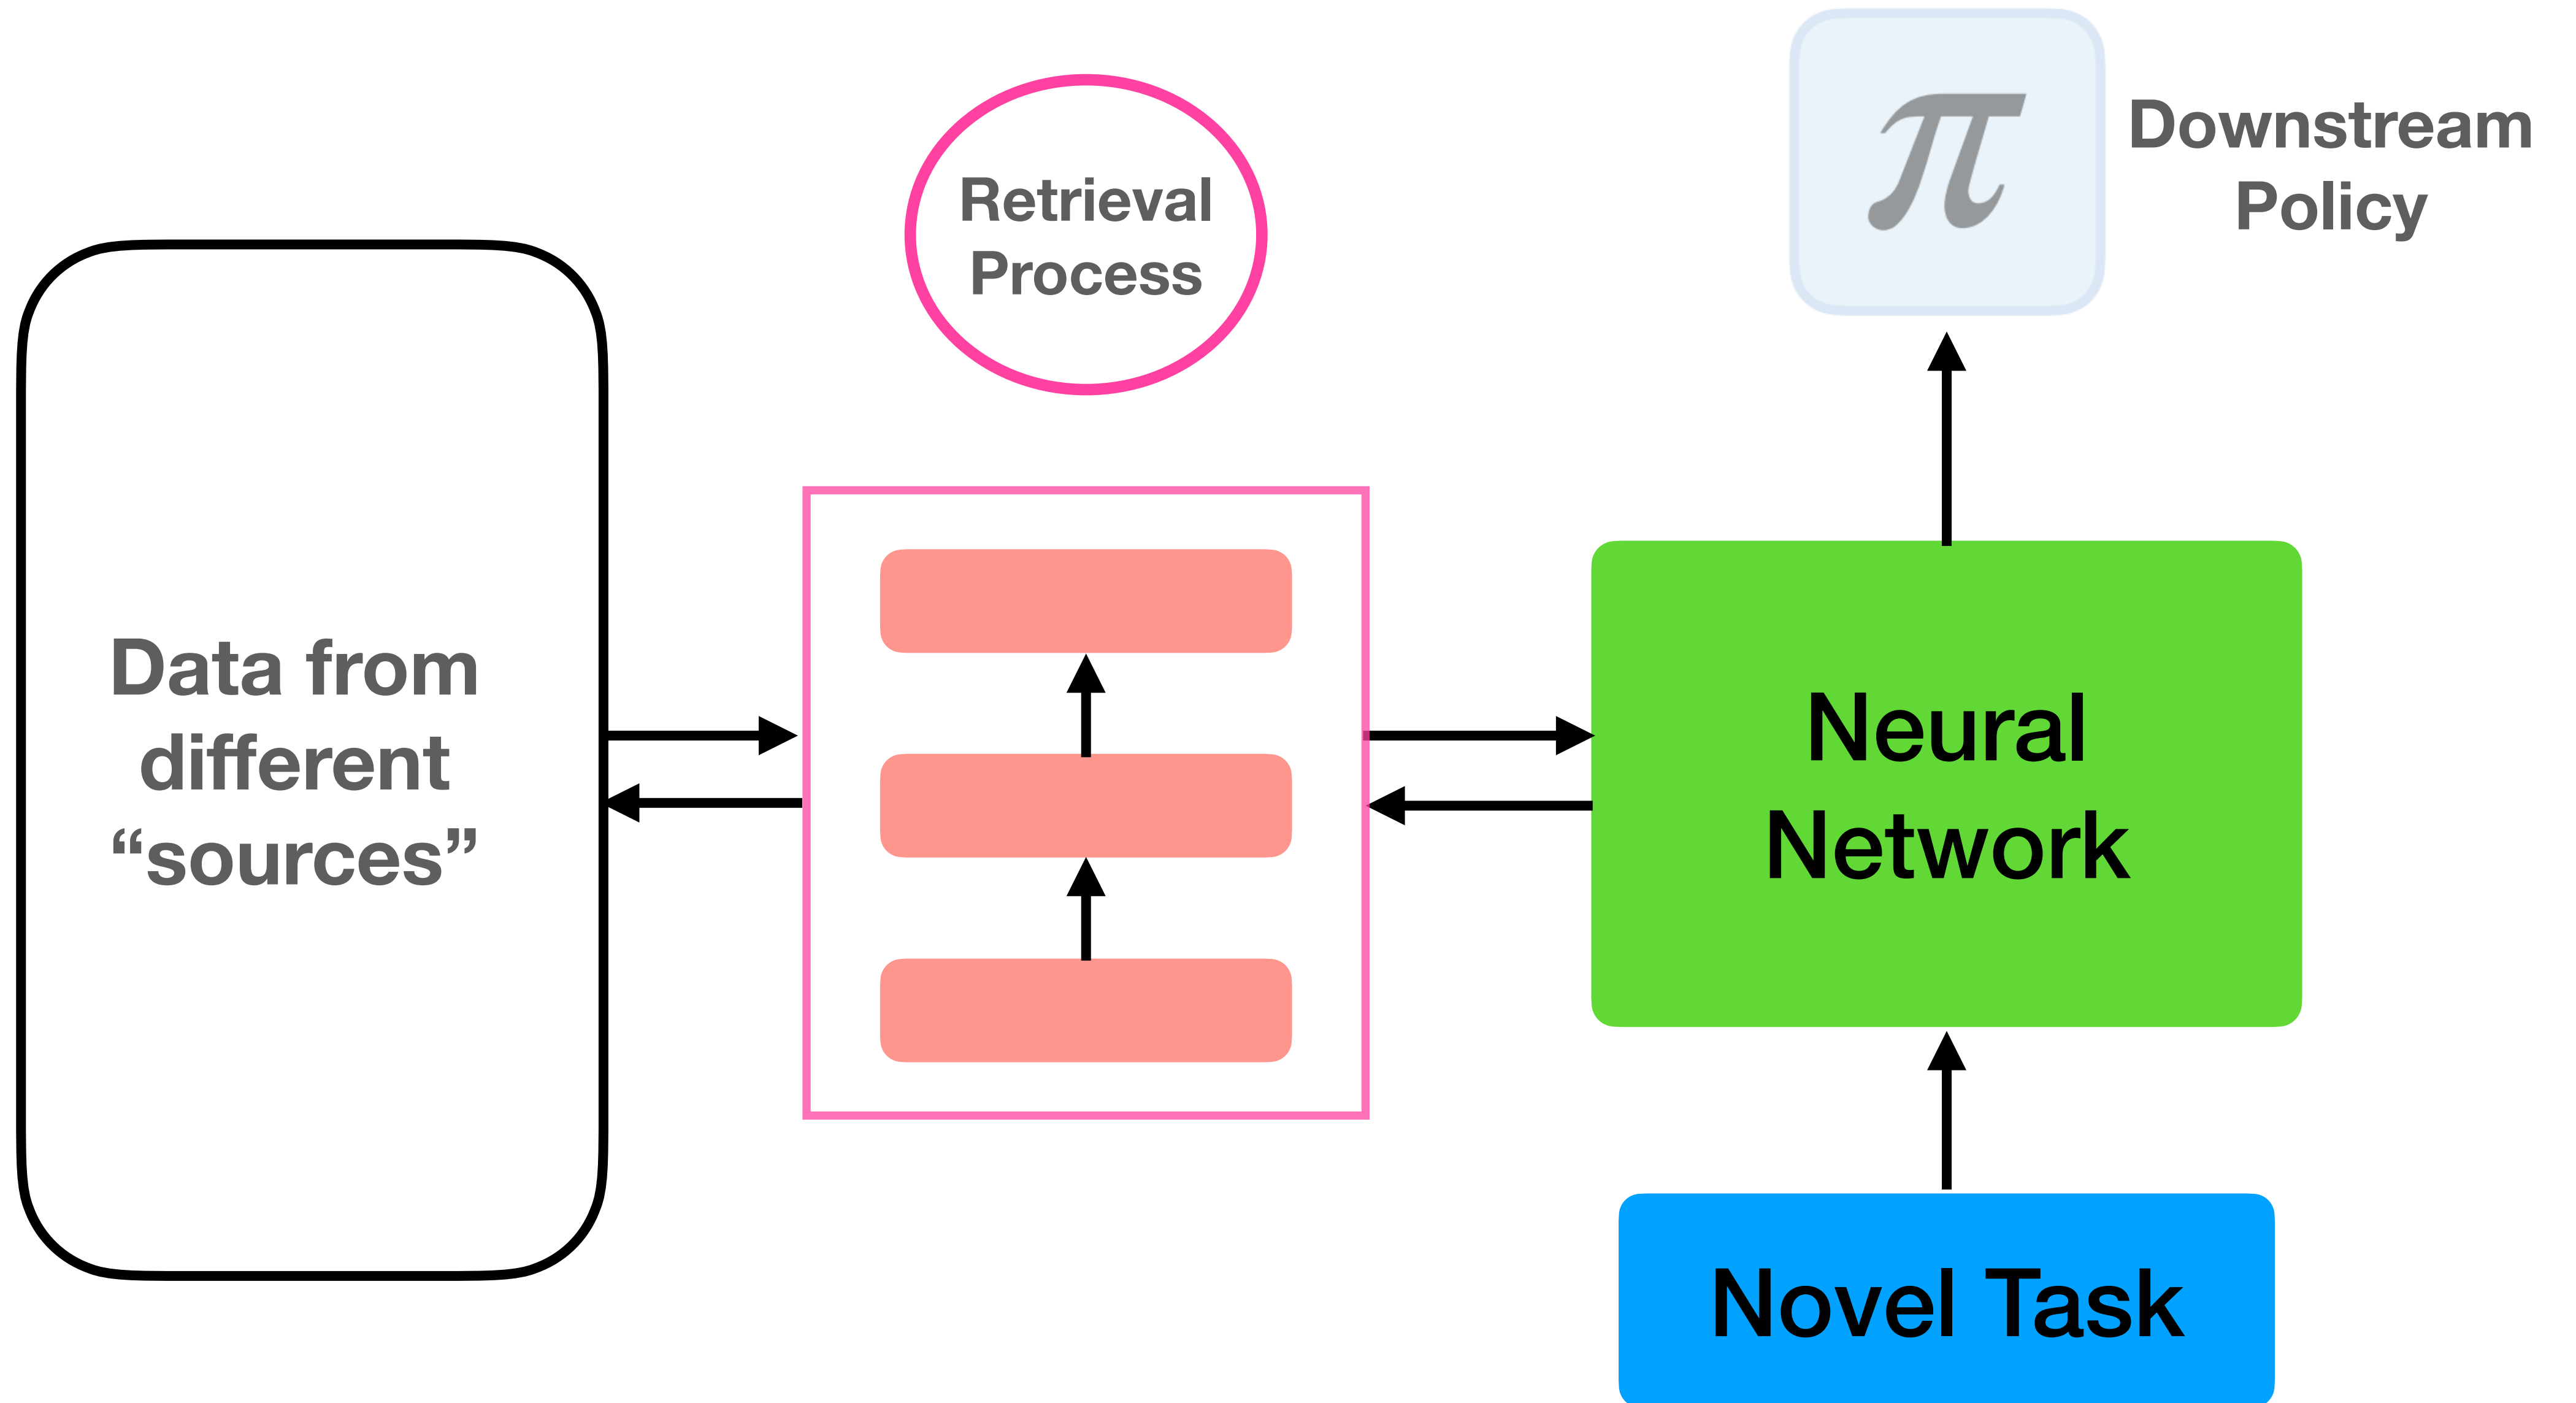 Data from
different
“sources”
Retrieval
Process
π
Downstream
Policy
Neural
Network
Novel Task